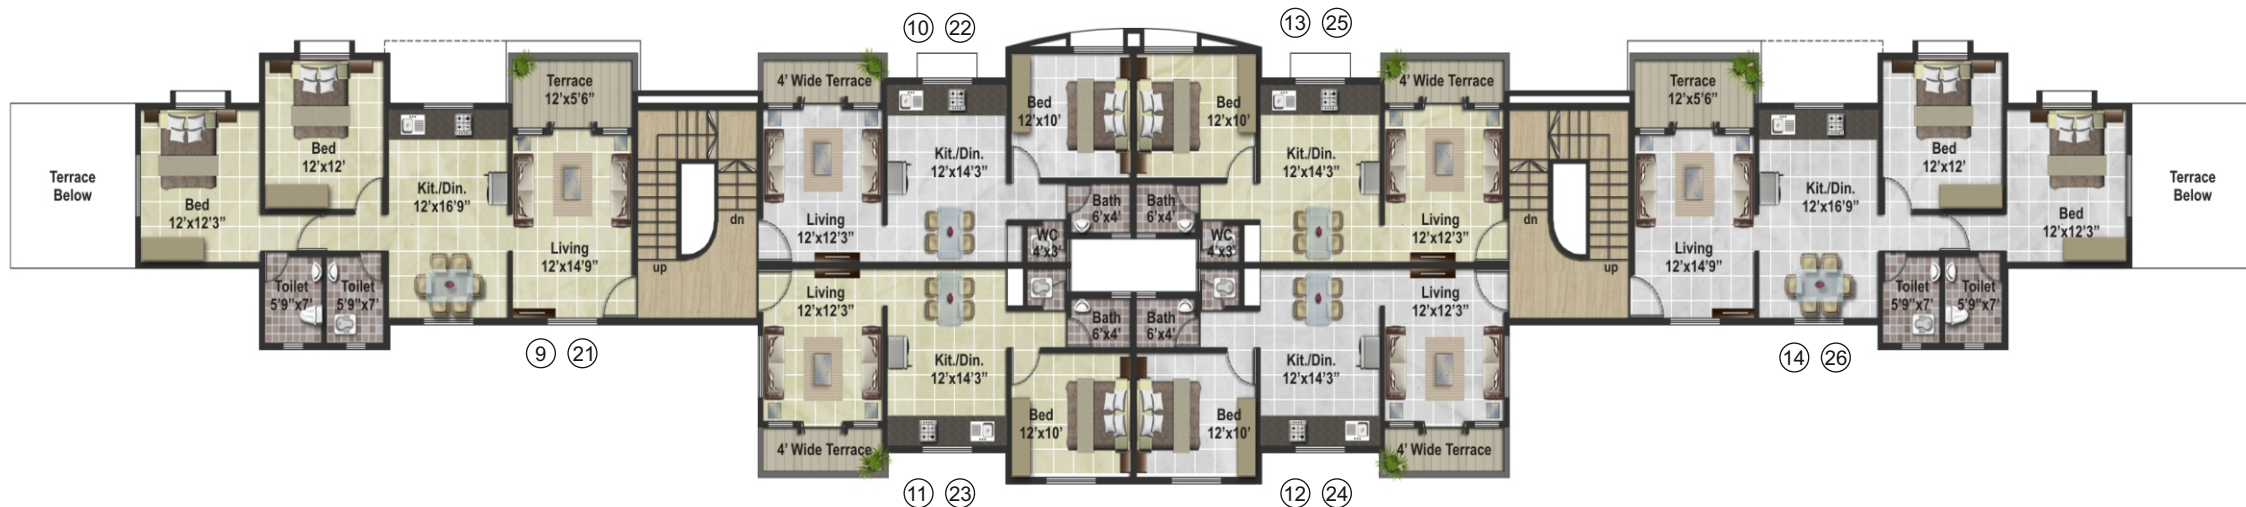 10 22
13 25
Terrace
12'x5'6"
4' Wide Terrace
4' Wide Terrace
Terrace
12'x5'6"
Bed
12'x10'
Bed
12'x10'
Bed
12'x12'
Kit./Din.
12'x14'3"
Kit./Din.
12'x14'3"
Bed
12'x12'
Terrace
Below
Bed
12'x12'3"
Kit./Din.
12'x16'9"
Kit./Din.
12'x16'9"
Terrace
Below
dn
Living
12'x12'3"
Bath
6'x4'
Bath
6'x4'
Living
12'x12'3"
dn
Bed
12'x12'3"
Living
12'x14'9"
up
WC
4'x3'
WC
4'x3'
up
Living
12'x14'9"
Toilet
5'9"x7'
Toilet
5'9"x7'
Living
12'x12'3"
Living
12'x12'3"
Toilet
5'9"x7'
Toilet
5'9"x7'
Bath
6'x4'
Bath
6'x4'
9 21
14 26
Kit./Din.
12'x14'3"
Kit./Din.
12'x14'3"
Bed
12'x10'
Bed
12'x10'
4' Wide Terrace
4' Wide Terrace
11 23
12 24